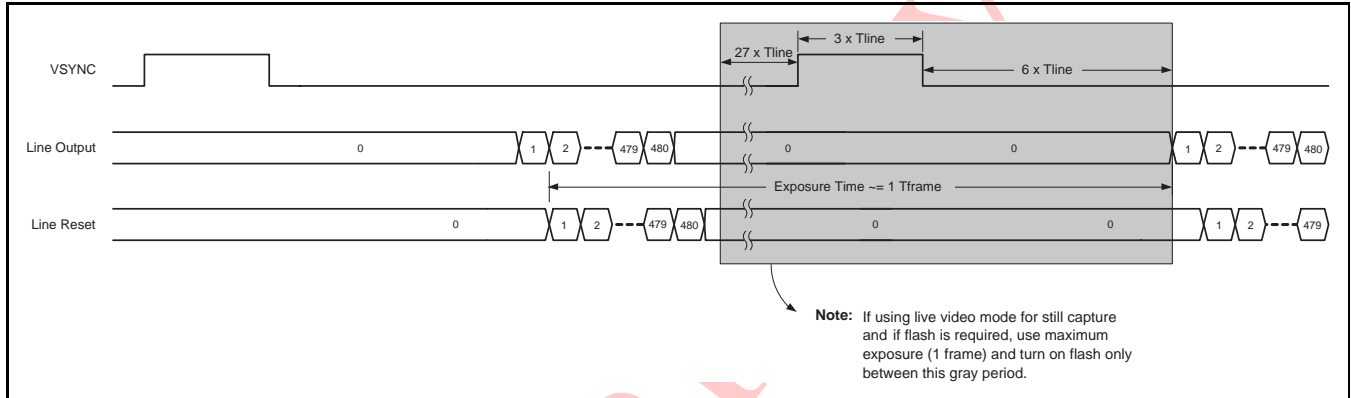 3 x Tline
27 x Tline
VSYNC
6 x Tline
Line Output
0 1 2 479 480 0 0 1 2 479 480
Exposure Time ~= 1 Tframe
Line Reset
0 1 2 479 480 0 0 1 2 479
Note: If using live video mode for still capture
and if flash is required, use maximum
exposure (1 frame) and turn on flash only
between this gray period.